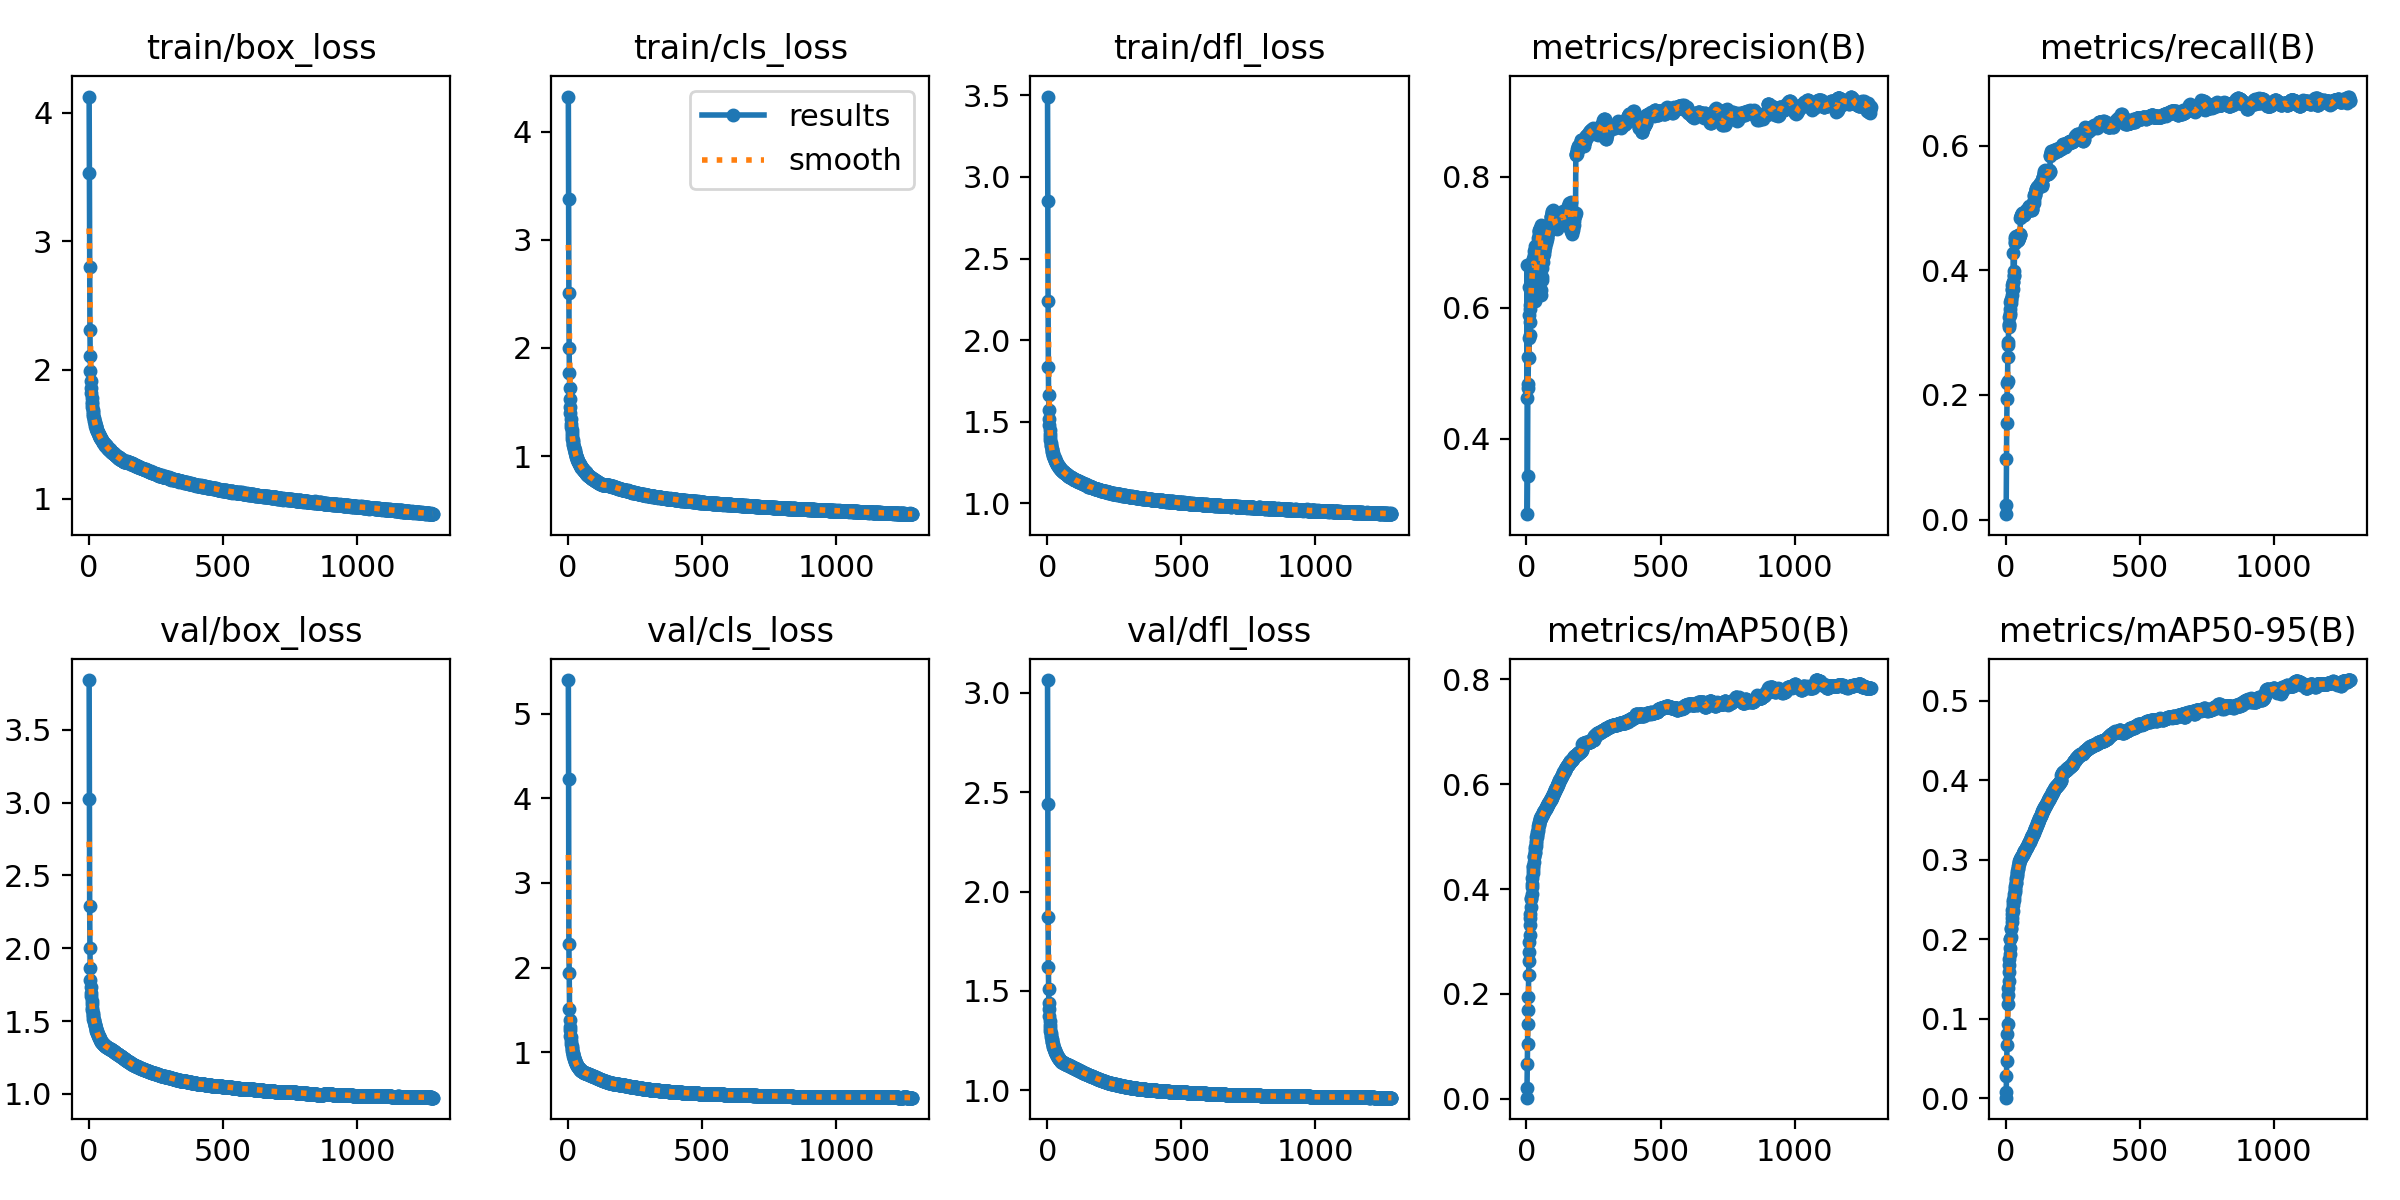 train/box_loss
train/cls_loss
train/dfl_loss
metrics/precision(B)
metrics/recall(B)
4
3
2
1
0 500 1000
results
smooth
4
3
2
1
0 500 1000
3.5
3.0
2.5
2.0
1.5
1.0
0 500 1000
0.8
0.6
0.4
0 500 1000
0.6
0.4
0.2
0.0
0 500 1000
val/box_loss
val/cls_loss
val/dfl_loss
metrics/mAP50(B)
metrics/mAP50-95(B)
3.5
3.0
2.5
2.0
1.5
1.0
0 500 1000
5
4
3
2
1
0 500 1000
3.0
2.5
2.0
1.5
1.0
0 500 1000
0.8
0.6
0.4
0.2
0.0
0 500 1000
0.5
0.4
0.3
0.2
0.1
0.0
0 500 1000